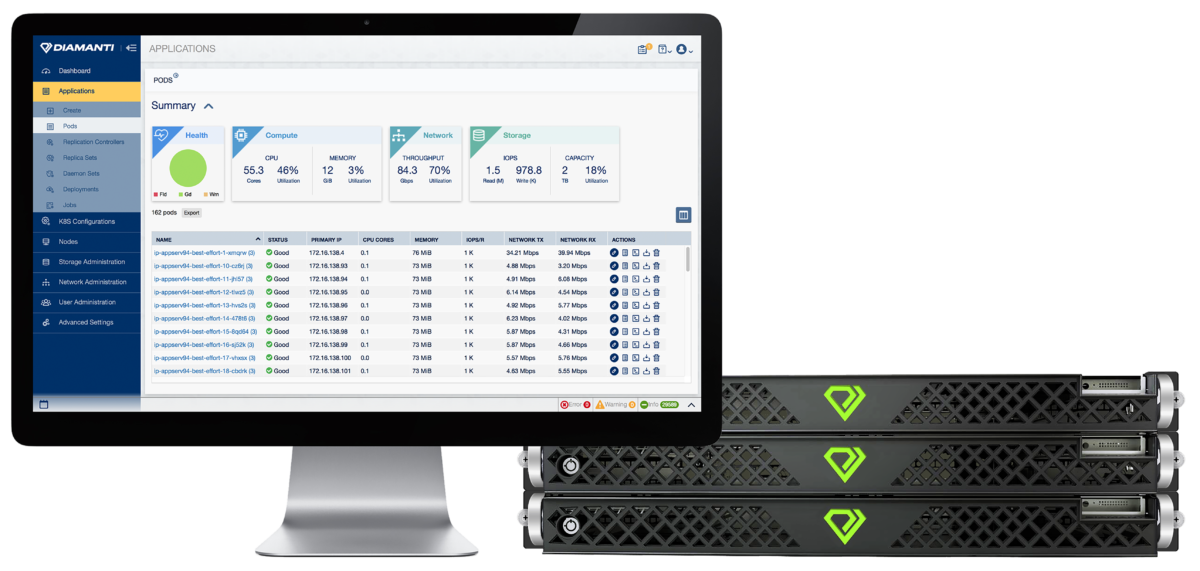 DIAMANTI
APPLICATIONS
Dashboard
Applications
Create
Pods
Replication Controllers
Replica Sets
Daemon Sets
Deployments
Jobs
K8S Configurations
Nodes
Storage Administration
Network Administration
User Administration
Advanced Settings
PODS
Summary
Health
Fld Gd Wrn
Compute
CPU MEMORY
55.3 46% 12 3%
Cores Utilization GiB Utilization
Network
THROUGHPUT
84.3 70%
Gbps Utilization
Storage
IOPS CAPACITY
1.5 978.8 2 18%
Read (M) Write (K) TB Utilization
162 pods Export
NAME STATUS PRIMARY IP CPU CORES MEMORY IOPS/R NETWORK TX NETWORK RX ACTIONS
ip-appserv94-best-effort-1-xmqrw (3) Good 172.16.138.4 0.1 76 MiB 1 K 34.21 Mbps 39.94 Mbps
ip-appserv94-best-effort-10-cz6rj (3) Good 172.16.138.93 0.1 73 MiB 1 K 4.88 Mbps 3.20 Mbps
ip-appserv94-best-effort-11-jhl57 (3) Good 172.16.138.94 0.1 73 MiB 1 K 4.91 Mbps 6.08 Mbps
ip-appserv94-best-effort-12-tiwz5 (3) Good 172.16.138.95 0.0 73 MiB 1 K 6.14 Mbps 4.54 Mbps
ip-appserv94-best-effort-13-hvs2s (3) Good 172.16.138.96 0.1 73 MiB 1 K 4.92 Mbps 5.77 Mbps
ip-appserv94-best-effort-14-478t8 (3) Good 172.16.138.97 0.0 73 MiB 1 K 6.23 Mbps 4.02 Mbps
ip-appserv94-best-effort-15-8qd64 (3) Good 172.16.138.98 0.1 73 MiB 1 K 5.87 Mbps 4.31 Mbps
ip-appserv94-best-effort-16-sj52k (3) Good 172.16.138.99 0.1 73 MiB 1 K 5.87 Mbps 4.66 Mbps
ip-appserv94-best-effort-17-vhxsx (3) Good 172.16.138.100 0.0 73 MiB 1 K 5.57 Mbps 5.76 Mbps
ip-appserv94-best-effort-18-cbdrk (3) Good 172.16.138.101 0.1 73 MiB 1 K 4.63 Mbps 5.55 Mbps
Error 0 Warning 0 Info